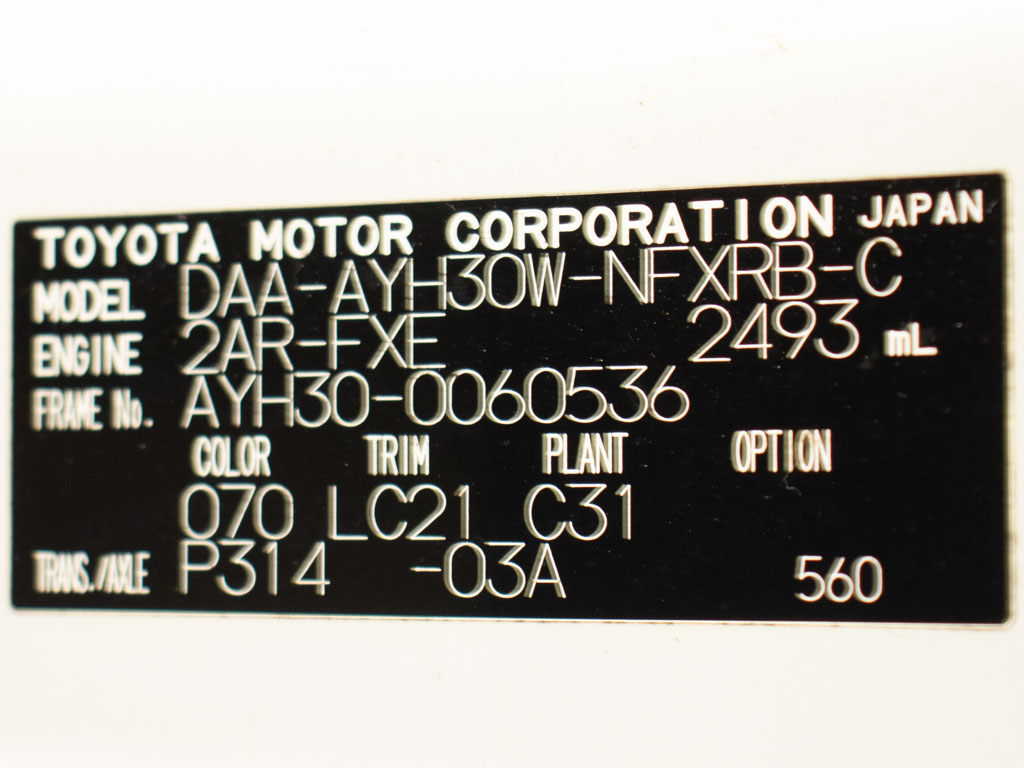 TOYOTA MOTOR CORPORATION JAPAN
MODEL DAA-AYH30W-NFXRB-C
ENGINE 2AR-FXE 2493 mL
FRAME No. AYH30-0060536
COLOR TRIM PLANT OPTION
070 LC21 C31
TRANS./AXLE P314 -03A 560